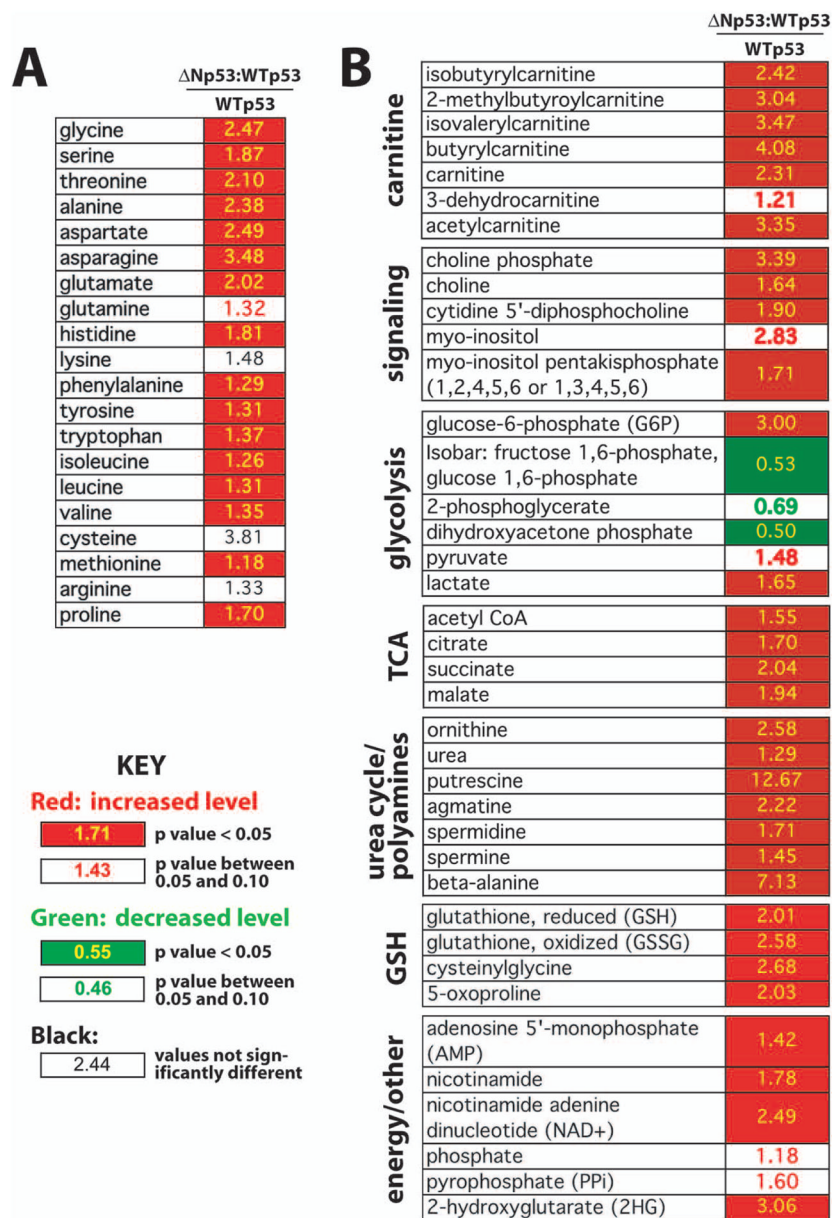 A
ΔNp53:WTp53
WTp53
glycine 2.47
serine 1.87
threonine 2.10
alanine 2.38
aspartate 2.49
asparagine 3.48
glutamate 2.02
glutamine 1.32
histidine 1.81
lysine 1.48
phenylalanine 1.29
tyrosine 1.31
tryptophan 1.37
isoleucine 1.26
leucine 1.31
valine 1.35
cysteine 3.81
methionine 1.18
arginine 1.33
proline 1.70
KEY
Red: increased level
1.71 p value < 0.05
1.43 p value between
0.05 and 0.10
Green: decreased level
0.55 p value < 0.05
0.46 p value between
0.05 and 0.10
Black:
2.44 values not sign-
ificantly different
B
ΔNp53:WTp53
WTp53
carnitine
isobutyrylcarnitine 2.42
2-methylbutyroylcarnitine 3.04
isovalerylcarnitine 3.47
butyrylcarnitine 4.08
carnitine 2.31
3-dehydrocarnitine 1.21
acetylcarnitine 3.35
signaling
choline phosphate 3.39
choline 1.64
cytidine 5'-diphosphocholine 1.90
myo-inositol 2.83
myo-inositol pentakisphosphate
(1,2,4,5,6 or 1,3,4,5,6) 1.71
glycolysis
glucose-6-phosphate (G6P) 3.00
Isobar: fructose 1,6-phosphate,
glucose 1,6-phosphate 0.53
2-phosphoglycerate 0.69
dihydroxyacetone phosphate 0.50
pyruvate 1.48
lactate 1.65
TCA
acetyl CoA 1.55
citrate 1.70
succinate 2.04
malate 1.94
urea cycle/
polyamines
ornithine 2.58
urea 1.29
putrescine 12.67
agmatine 2.22
spermidine 1.71
spermine 1.45
beta-alanine 7.13
GSH
glutathione, reduced (GSH) 2.01
glutathione, oxidized (GSSG) 2.58
cysteinylglycine 2.68
5-oxoproline 2.03
energy/other
adenosine 5'-monophosphate
(AMP) 1.42
nicotinamide 1.78
nicotinamide adenine
dinucleotide (NAD+) 2.49
phosphate 1.18
pyrophosphate (PPi) 1.60
2-hydroxyglutarate (2HG) 3.06